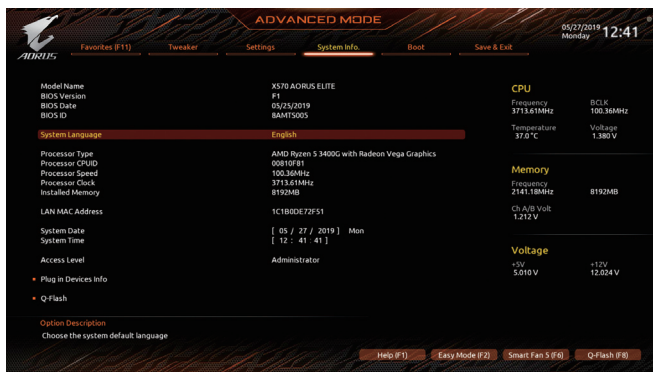 ADVANCED MODE
05/27/2019 Monday 12:41
AORUS
Favorites (F11) Tweaker Settings System Info. Boot Save & Exit
Model Name X570 AORUS ELITE
BIOS Version F1
BIOS Date 05/25/2019
BIOS ID 8AMTS005
System Language English
Processor Type AMD Ryzen 5 3400G with Radeon Vega Graphics
Processor CPUID 00810F81
Processor Speed 100.36MHz
Processor Clock 3713.61MHz
Installed Memory 8192MB
LAN MAC Address 1C1B0DE72F51
System Date [ 05 / 27 / 2019 ] Mon
System Time [ 12 : 41 : 41 ]
Access Level Administrator
Plug in Devices Info
Q-Flash
Option Description
Choose the system default language
CPU
Frequency BCLK
3713.61MHz 100.36MHz
Temperature Voltage
37.0 °C 1.380 V
Memory
Frequency
2141.18MHz 8192MB
Ch A/B Volt
1.212 V
Voltage
+5V +12V
5.010 V 12.024 V
Help (F1) Easy Mode (F2) Smart Fan 5 (F6) Q-Flash (F8)